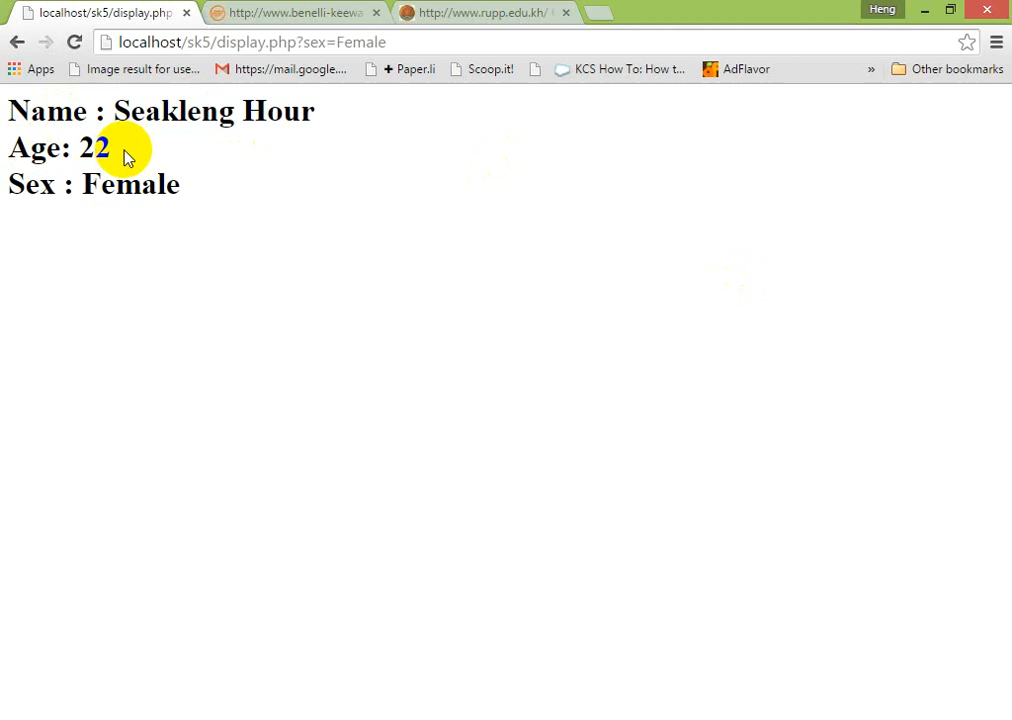 localhost/sk5/display.php
http://www.benelli-keewa
http://www.rupp.edu.kh/
Heng
localhost/sk5/display.php?sex=Female
Apps
Image result for use...
https://mail.google....
+ Paper.li
Scoop.it!
KCS How To: How t...
AdFlavor
»
Other bookmarks
Name : Seakleng Hour
Age: 22
Sex : Female